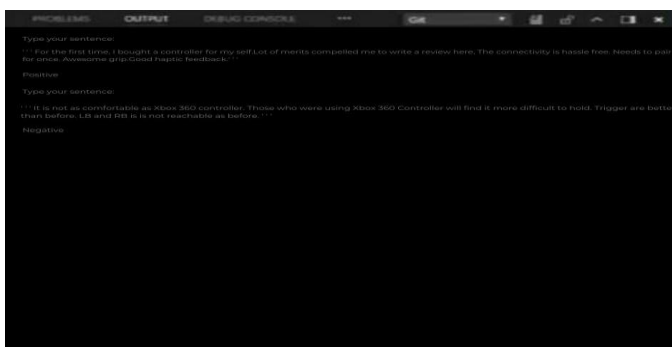 PROBLEMS OUTPUT DEBUG CONSOLE ··· Git
Type your sentence:
''' For the first time, I bought a controller for my self.Lot of merits compelled me to write a review here. The connectivity is hassle free. Needs to pair
for once. Awesome grip.Good haptic feedback.'''
Positive
Type your sentence:
''' It is not as comfortable as Xbox 360 controller. Those who were using Xbox 360 Controller will find it more difficult to hold. Trigger are bette
than before. LB and RB is is not reachable as before. '''
Negative